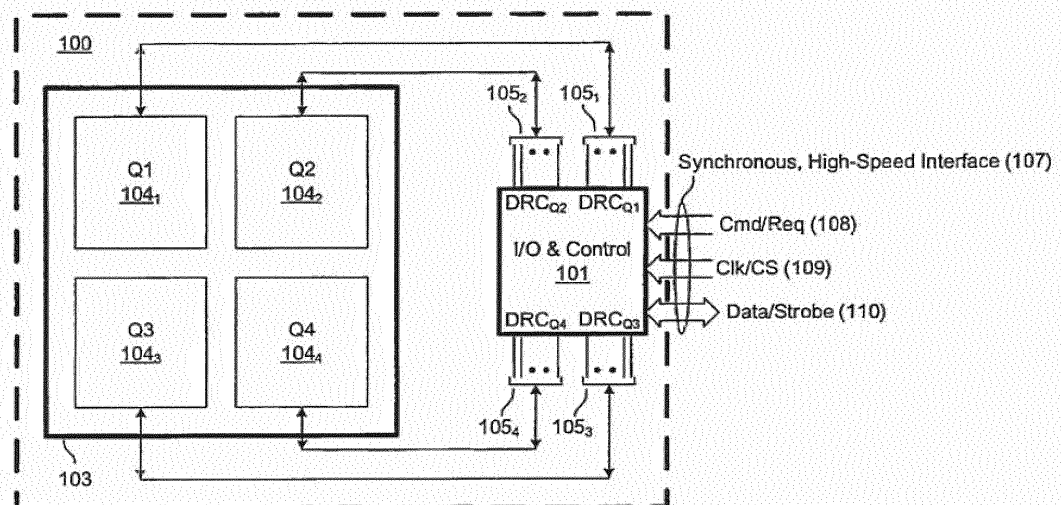 100
Q1
104₁
Q2
104₂
Q3
104₃
Q4
104₄
103
105₂
105₁
DRC_Q2 DRC_Q1
I/O & Control
101
DRC_Q4 DRC_Q3
105₄
105₃
Synchronous, High-Speed Interface (107)
Cmd/Req (108)
Clk/CS (109)
Data/Strobe (110)